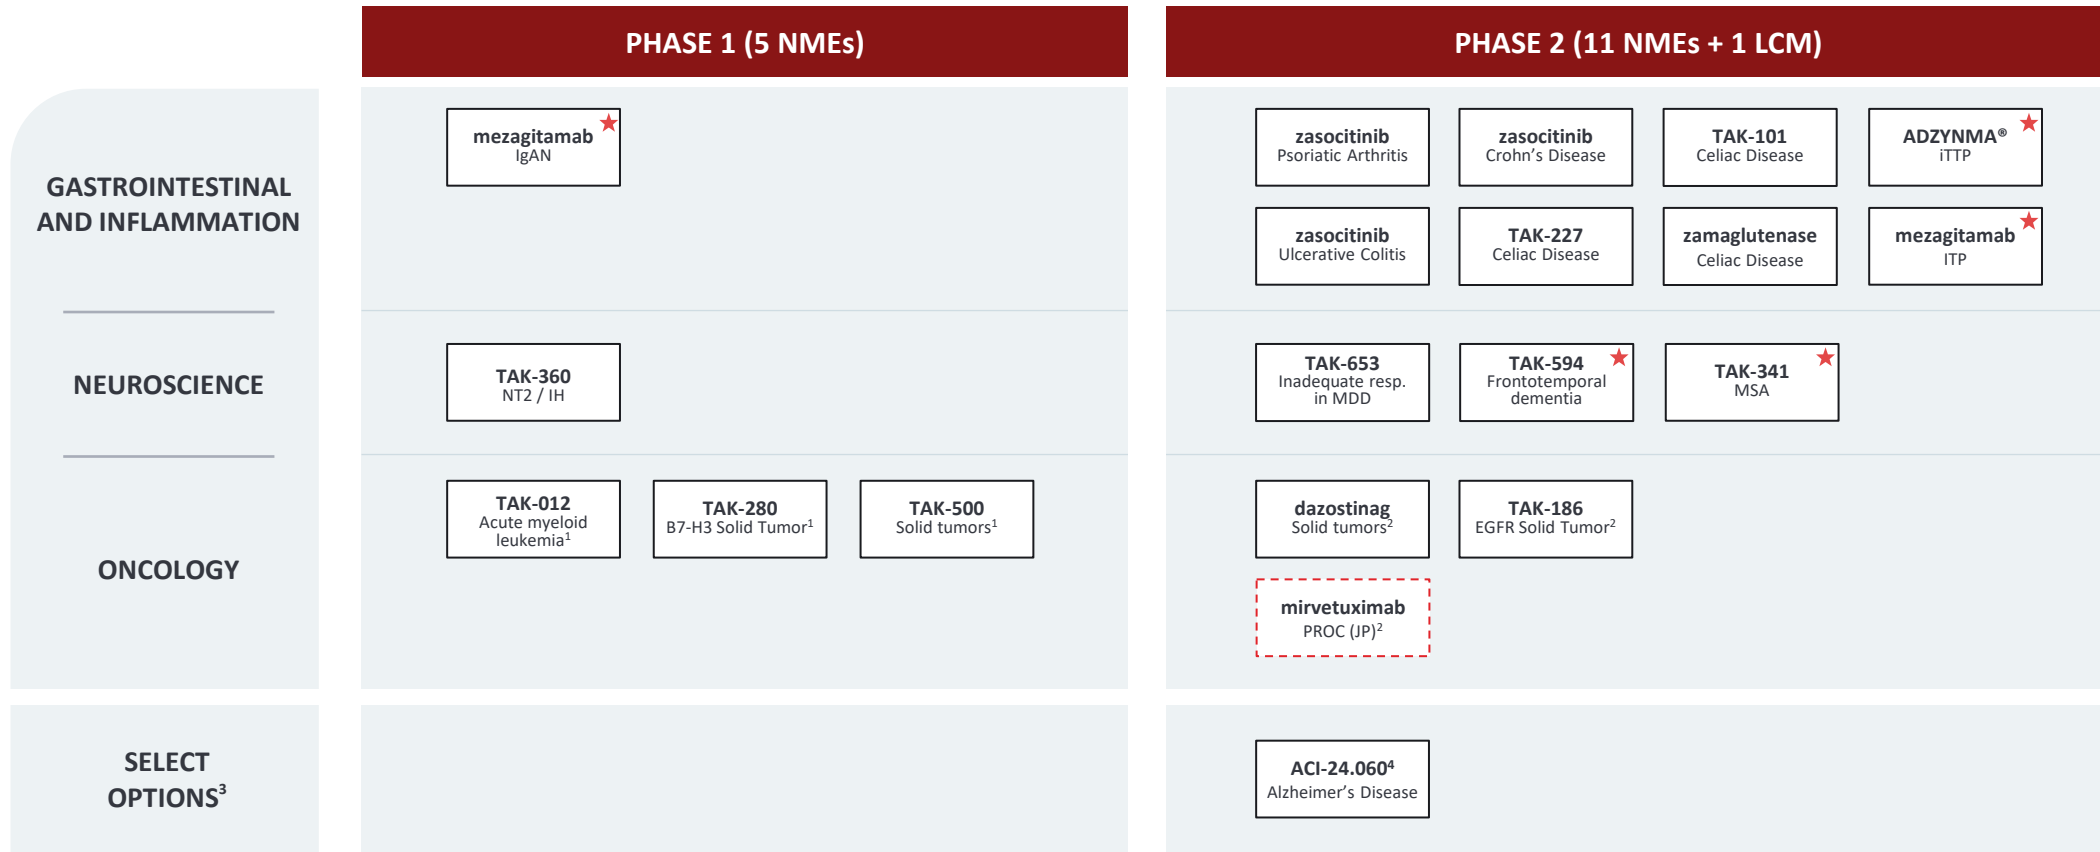 PHASE 1 (5 NMEs)
PHASE 2 (11 NMEs + 1 LCM)
GASTROINTESTINAL
AND INFLAMMATION
mezagitamab
IgAN
zasocitinib
Psoriatic Arthritis
zasocitinib
Crohn’s Disease
TAK-101
Celiac Disease
ADZYNMA®
iTTP
zasocitinib
Ulcerative Colitis
TAK-227
Celiac Disease
zamaglutenase
Celiac Disease
mezagitamab
ITP
NEUROSCIENCE
TAK-360
NT2 / IH
TAK-653
Inadequate resp.
in MDD
TAK-594
Frontotemporal
dementia
TAK-341
MSA
ONCOLOGY
TAK-012
Acute myeloid
leukemia¹
TAK-280
B7-H3 Solid Tumor¹
TAK-500
Solid tumors¹
dazostinag
Solid tumors²
TAK-186
EGFR Solid Tumor²
mirvetuximab
PROC (JP)²
SELECT
OPTIONS³
ACI-24.060⁴
Alzheimer’s Disease